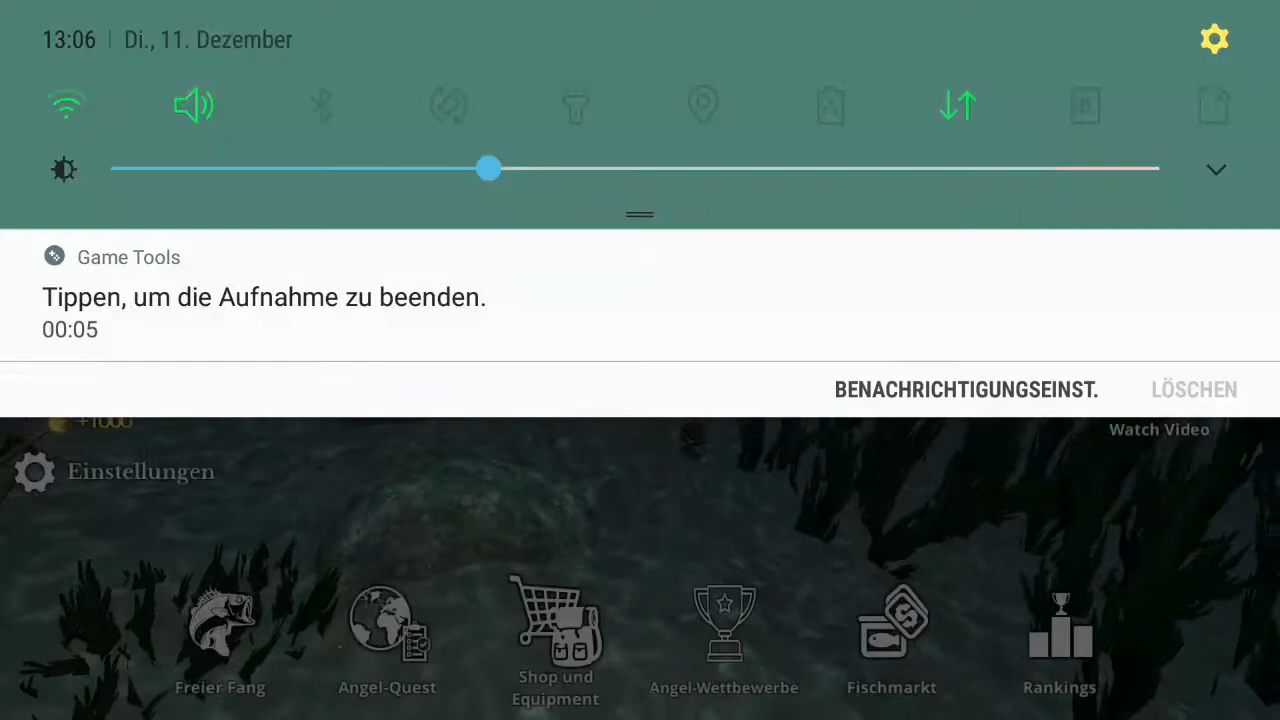 13:06 | Di., 11. Dezember
Game Tools
Tippen, um die Aufnahme zu beenden.
00:05
BENACHRICHTIGUNGSEINST. LÖSCHEN
+1000
Watch Video
Einstellungen
Freier Fang
Angel-Quest
Shop und
Equipment
Angel-Wettbewerbe
Fischmarkt
Rankings